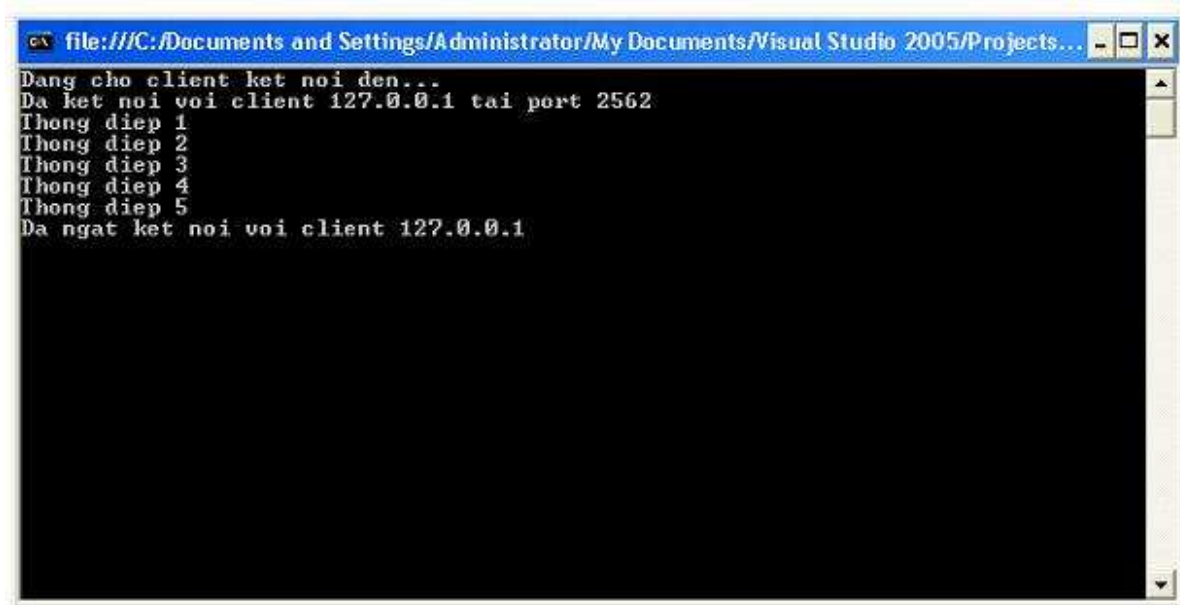 file:///C:/Documents and Settings/Administrator/My Documents/Visual Studio 2005/Projects...
Dang cho client ket noi den...
Da ket noi voi client 127.0.0.1 tai port 2562
Thong diep 1
Thong diep 2
Thong diep 3
Thong diep 4
Thong diep 5
Da ngat ket noi voi client 127.0.0.1